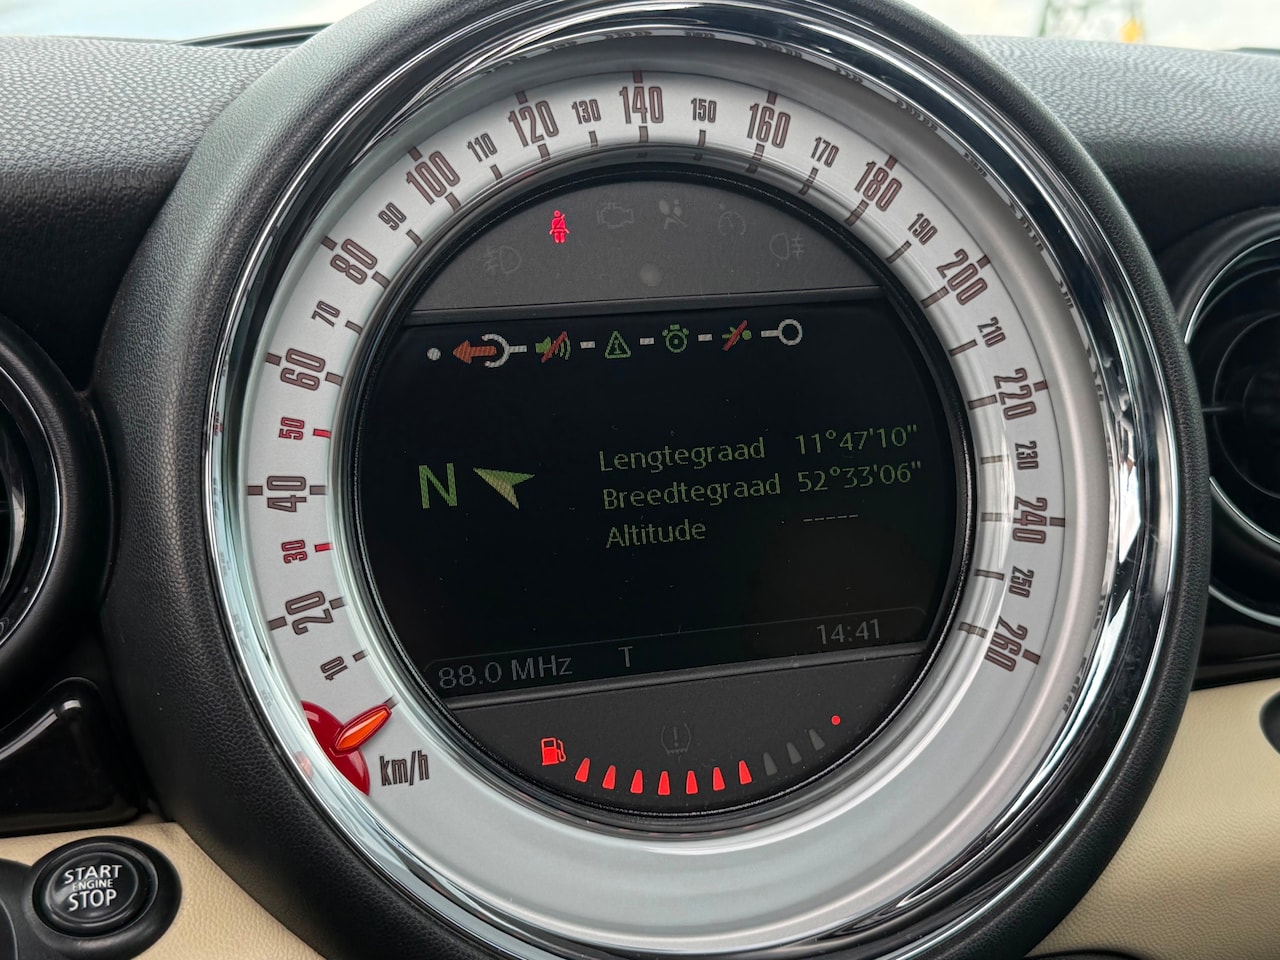 10
20
30
40
50
60
70
80
90
100
110
120
130
140
150
160
170
180
190
200
210
220
230
240
250
260
km/h
N
Lengtegraad 11°47'10"
Breedtegraad 52°33'06"
Altitude -----
88.0 MHz T 14:41
START
ENGINE
STOP